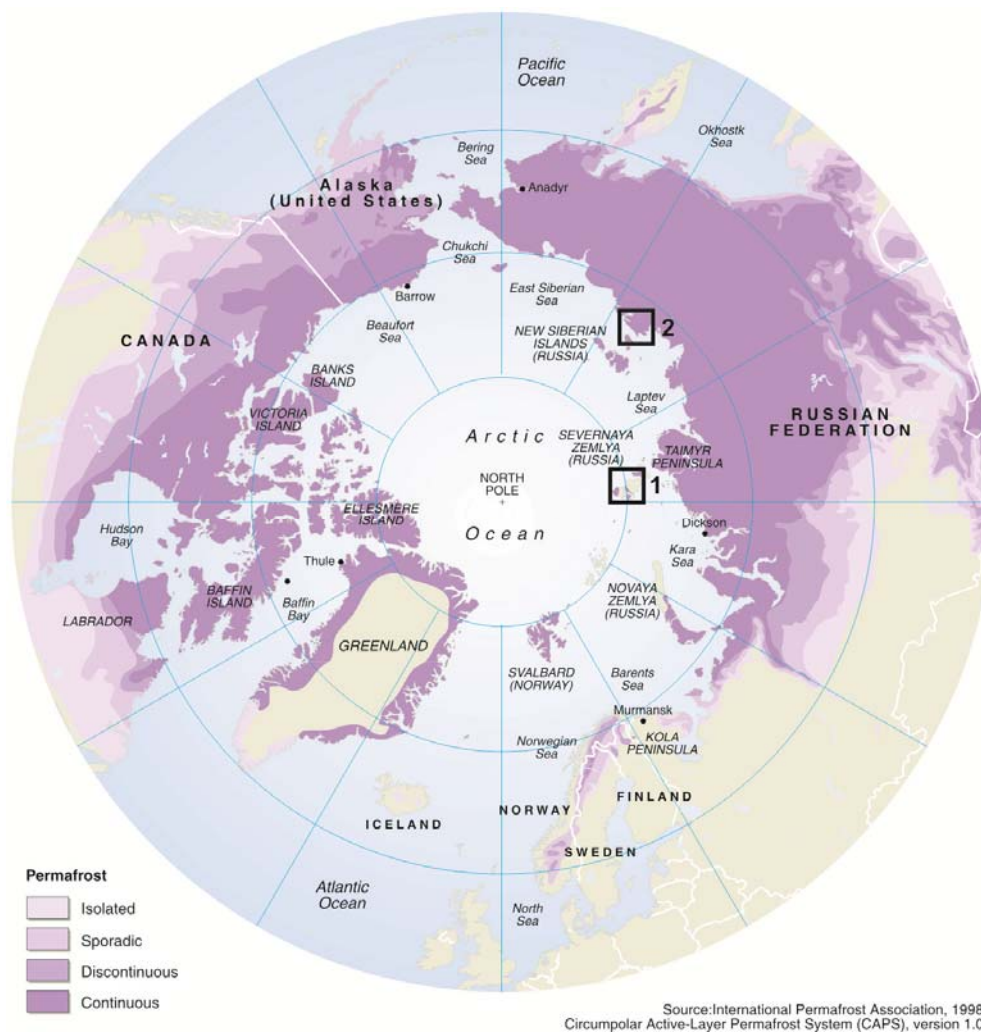 Pacific
Ocean
Okhostk
Sea
Bering
Sea
Alaska
(United States)
Anadyr
Chukchi
Sea
Barrow
East Siberian
Sea
Beaufort
Sea
2
NEW SIBERIAN
ISLANDS
(RUSSIA)
CANADA
BANKS
ISLAND
VICTORIA
ISLAND
Laptev
Sea
RUSSIAN
FEDERATION
Arctic
SEVERNAYA
ZEMLYA
(RUSSIA)
TAIMYR
PENINSULA
NORTH
POLE
1
ELLESMERE
ISLAND
Ocean
Dickson
Kara
Sea
Hudson
Bay
Thule
BAFFIN
ISLAND
Baffin
Bay
NOVAYA
ZEMLYA
(RUSSIA)
LABRADOR
GREENLAND
SVALBARD
(NORWAY)
Barents
Sea
Murmansk
KOLA
PENINSULA
Norwegian
Sea
NORWAY
FINLAND
ICELAND
SWEDEN
Atlantic
Ocean
North
Sea
Permafrost
Isolated
Sporadic
Discontinuous
Continuous
Source:International Permafrost Association, 1998
Circumpolar Active-Layer Permafrost System (CAPS), version 1.0